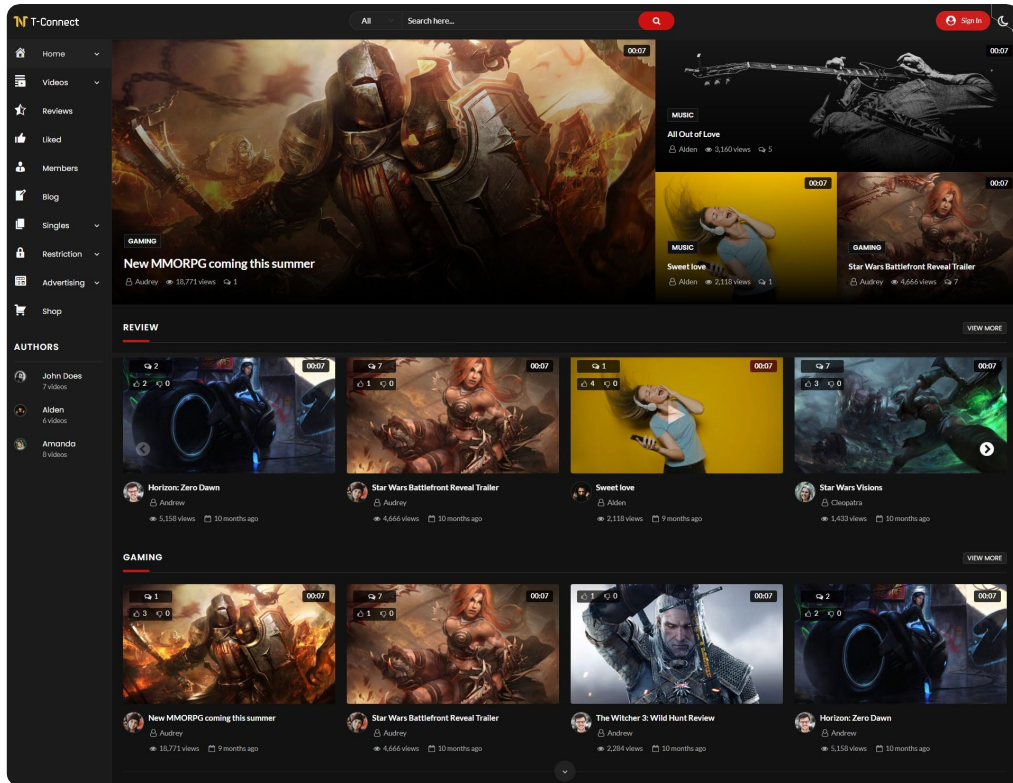 T-Connect
All
Search here...
Sign In
Home
Videos
Reviews
Liked
Members
Blog
Singles
Restriction
Advertising
Shop
AUTHORS
John Does
7 videos
Alden
6 videos
Amanda
8 videos
00:07
GAMING
New MMORPG coming this summer
Audrey 18,771 views 1
00:07
MUSIC
All Out of Love
Alden 3,160 views 5
00:07
MUSIC
Sweet love
Alden 2,118 views 1
00:07
GAMING
Star Wars Battlefront Reveal Trailer
Audrey 4,666 views 7
REVIEW
VIEW MORE
2
00:07
2 0
Horizon: Zero Dawn
Andrew
5,158 views 10 months ago
7
00:07
1 0
Star Wars Battlefront Reveal Trailer
Audrey
4,666 views 10 months ago
1
00:07
4 0
Sweet love
Alden
2,118 views 9 months ago
7
00:07
3 0
Star Wars Visions
Cleopatra
1,433 views 10 months ago
GAMING
VIEW MORE
1
00:07
3 0
New MMORPG coming this summer
Audrey
18,771 views 9 months ago
7
00:07
1 0
Star Wars Battlefront Reveal Trailer
Audrey
4,666 views 10 months ago
1 0
00:07
The Witcher 3: Wild Hunt Review
Andrew
2,284 views 10 months ago
2
00:07
2 0
Horizon: Zero Dawn
Andrew
5,158 views 10 months ago